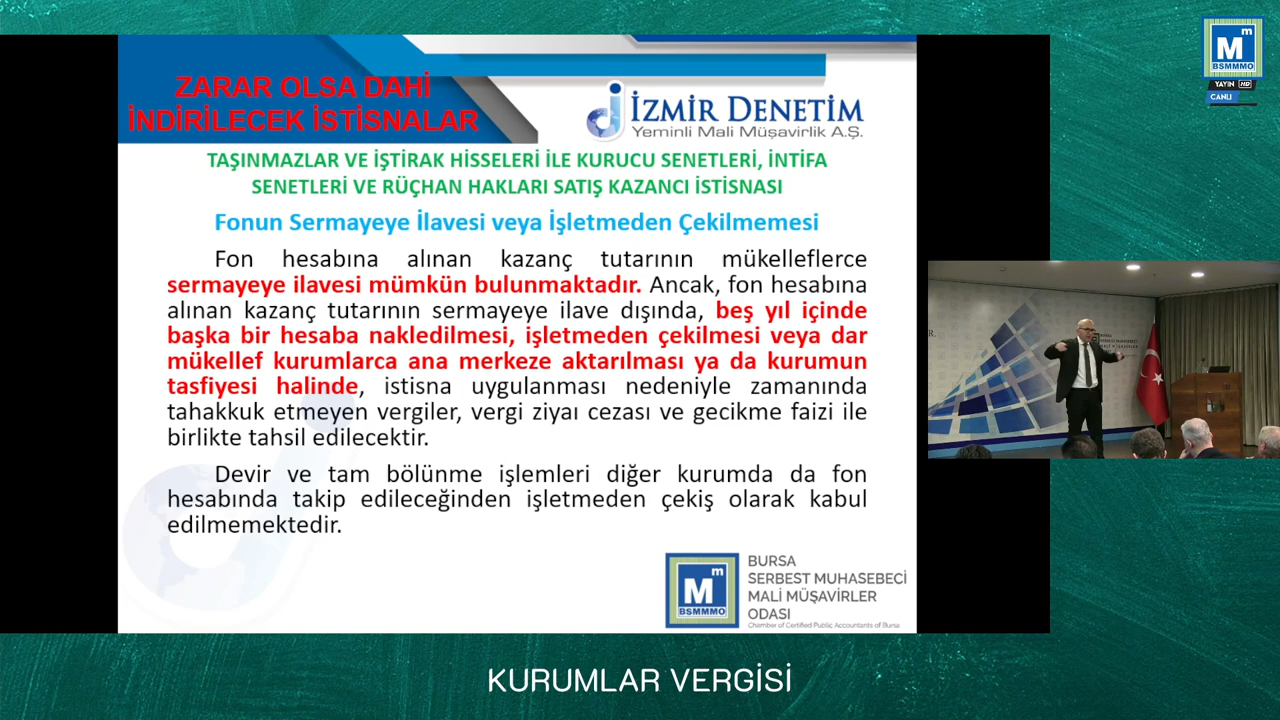 M m
BSMMMO
YAYIN HD
CANLI
ZARAR OLSA DAHİ
İNDİRİLECEK İSTİSNALAR
İZMİR DENETİM
Yeminli Mali Müşavirlik A.Ş.
TAŞINMAZLAR VE İŞTİRAK HİSSELERİ İLE KURUCU SENETLERİ, İNTİFA
SENETLERİ VE RÜÇHAN HAKLARI SATIŞ KAZANCI İSTİSNASI
Fonun Sermayeye İlavesi veya İşletmeden Çekilmemesi
Fon hesabına alınan kazanç tutarının mükelleflerce
sermayeye ilavesi mümkün bulunmaktadır. Ancak, fon hesabına
alınan kazanç tutarının sermayeye ilave dışında, beş yıl içinde
başka bir hesaba nakledilmesi, işletmeden çekilmesi veya dar
mükellef kurumlarca ana merkeze aktarılması ya da kurumun
tasfiyesi halinde, istisna uygulanması nedeniyle zamanında
tahakkuk etmeyen vergiler, vergi ziyaı cezası ve gecikme faizi ile
birlikte tahsil edilecektir.
Devir ve tam bölünme işlemleri diğer kurumda da fon
hesabında takip edileceğinden işletmeden çekiş olarak kabul
edilmemektedir.
M m
BSMMMO
BURSA
SERBEST MUHASEBECİ
MALİ MÜŞAVİRLER
ODASI
Chamber of Certified Public Accountants of Bursa
KURUMLAR VERGİSİ